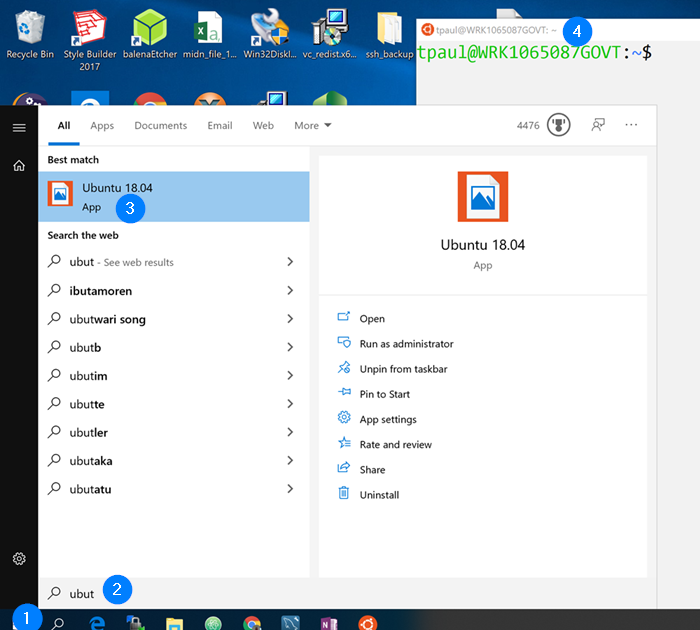 Recycle Bin
Style Builder
2017
balenaEtcher
midn_file_1...
Win32Diskl...
vc_redist.x6...
ssh_backup
tpaul@WRK1065087GOVT: ~
4
tpaul@WRK1065087GOVT:~$
All
Apps
Documents
Email
Web
More
4476
Best match
Ubuntu 18.04
App
3
Search the web
ubut - See web results
ibutamoren
ubutwari song
ubutb
ubutim
ubutte
ubutler
ubutaka
ubutatu
Ubuntu 18.04
App
Open
Run as administrator
Unpin from taskbar
Pin to Start
App settings
Rate and review
Share
Uninstall
ubut
2
1